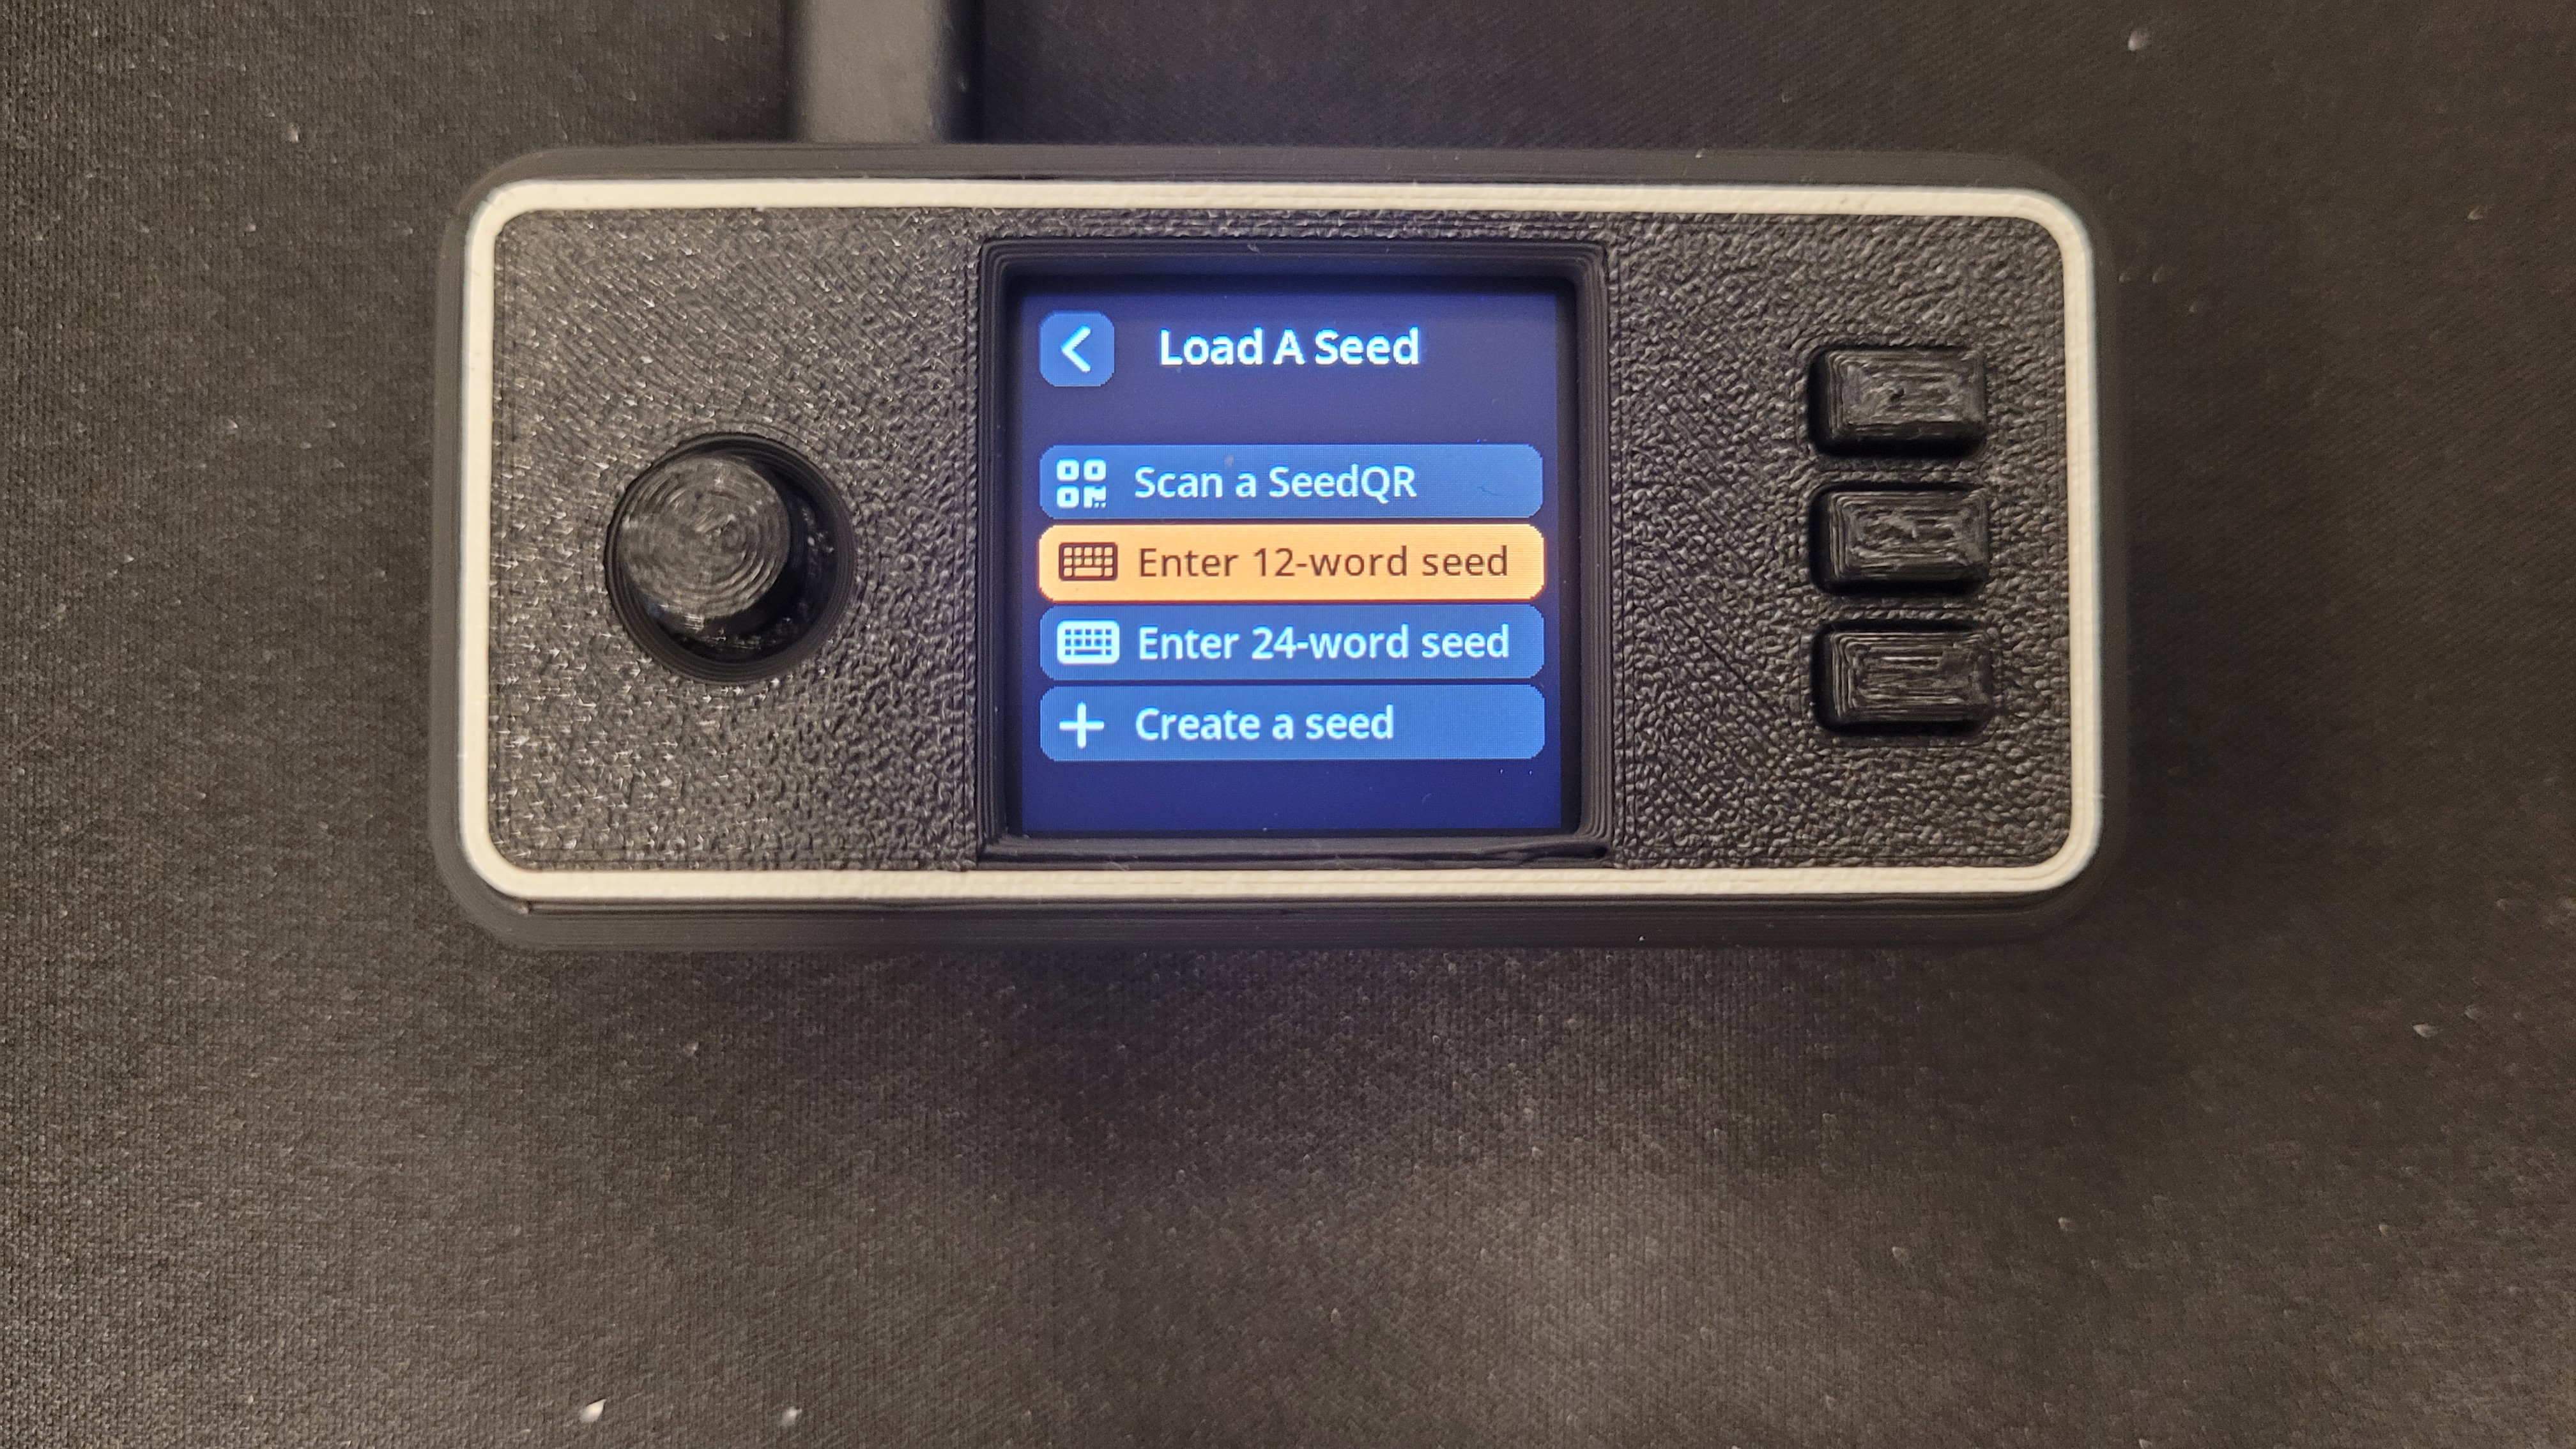 Load A Seed
Scan a SeedQR
Enter 12-word seed
Enter 24-word seed
Create a seed